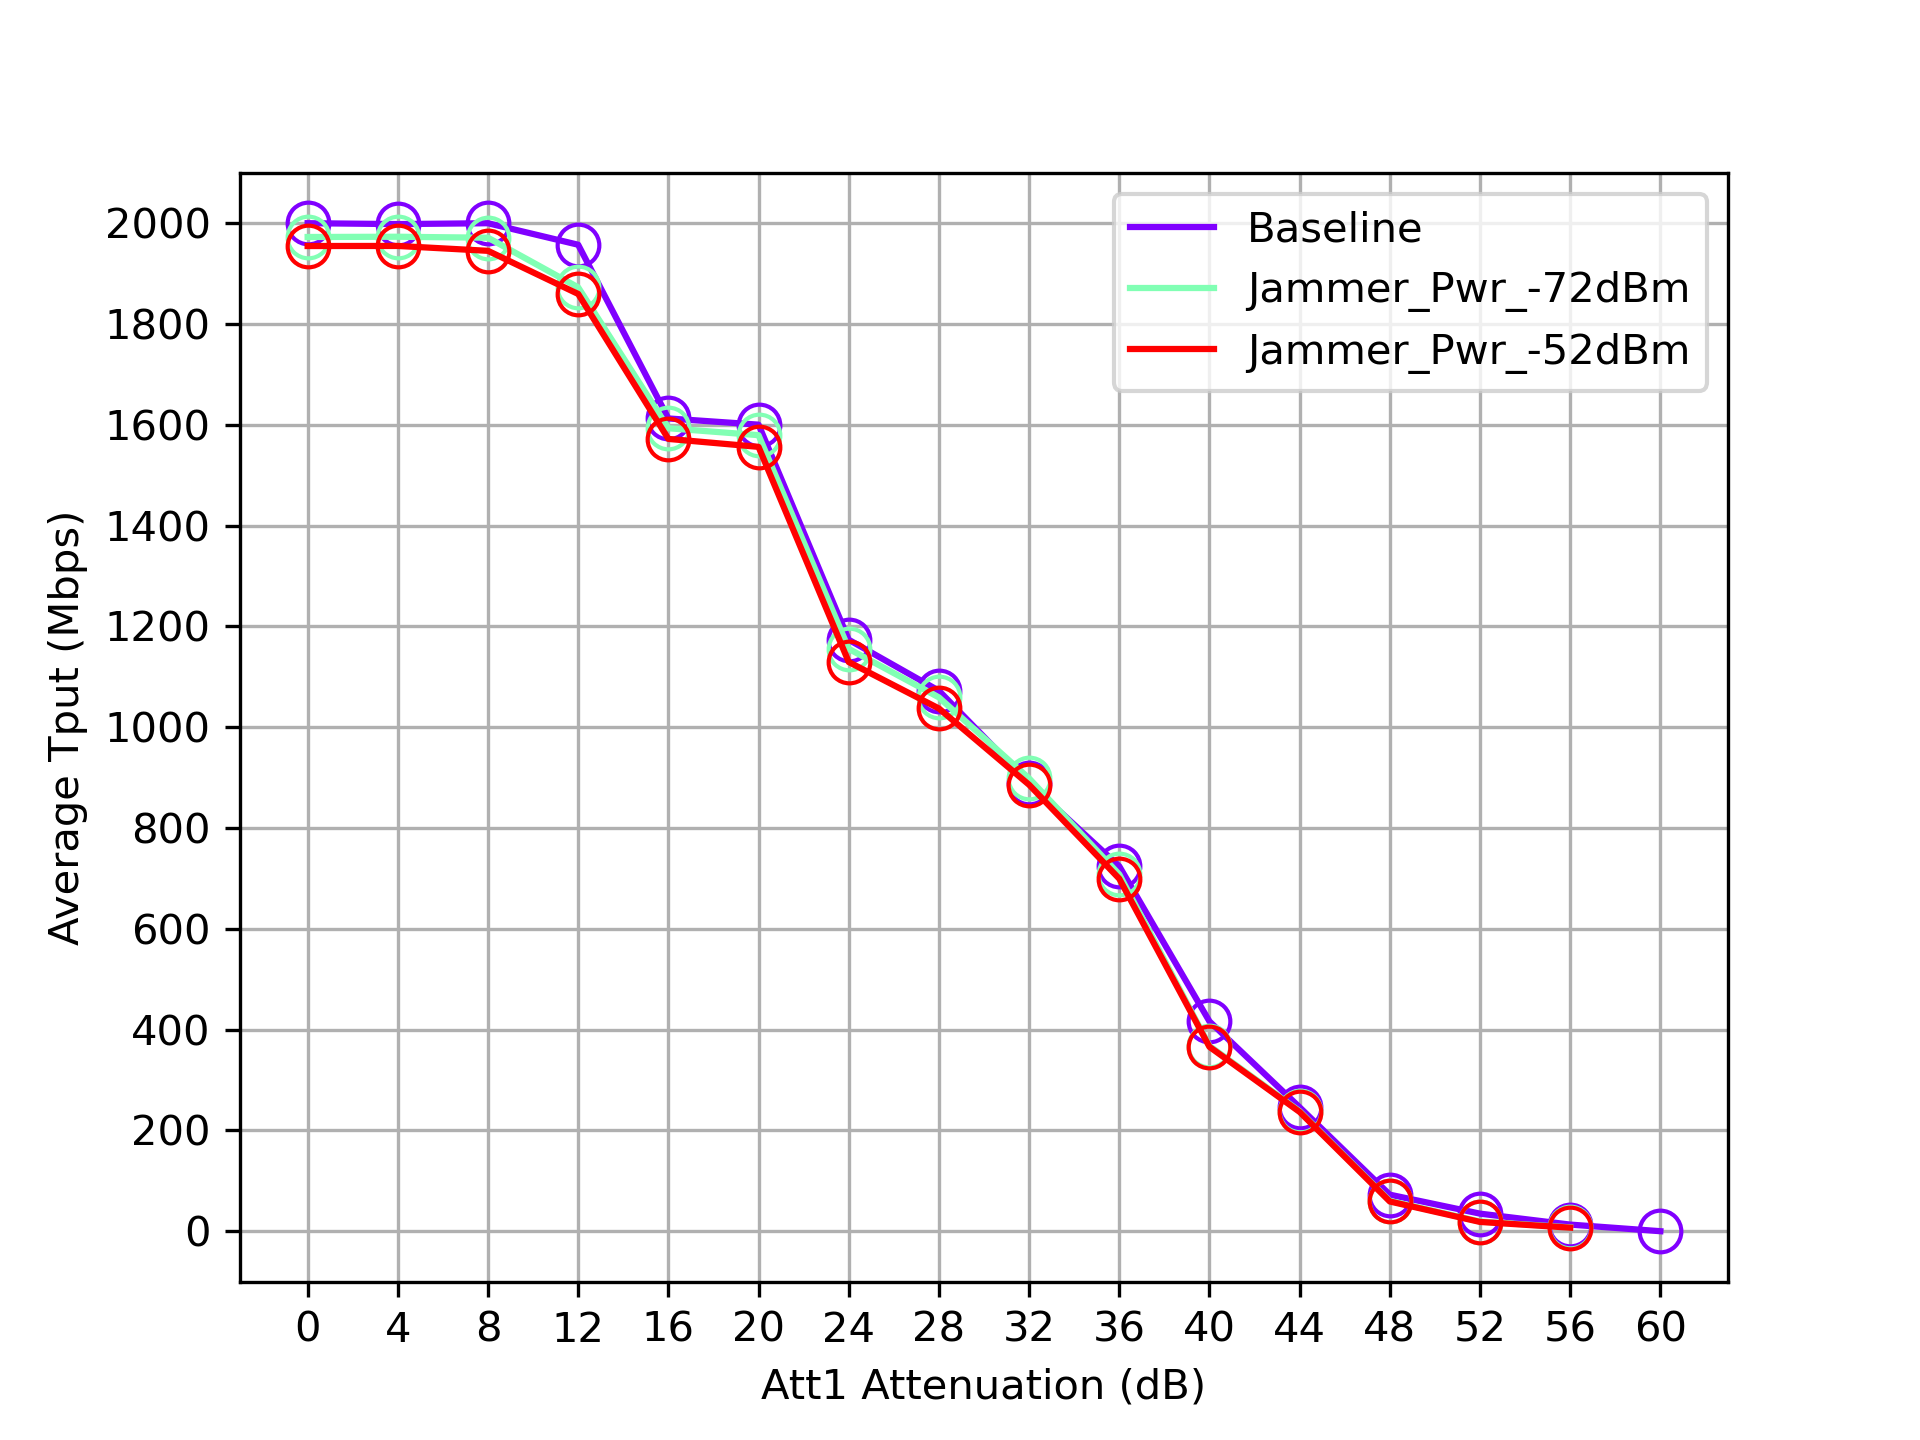 Baseline
Jammer_Pwr_-72dBm
Jammer_Pwr_-52dBm
Average Tput (Mbps)
2000
1800
1600
1400
1200
1000
800
600
400
200
0
0 4 8 12 16 20 24 28 32 36 40 44 48 52 56 60
Att1 Attenuation (dB)